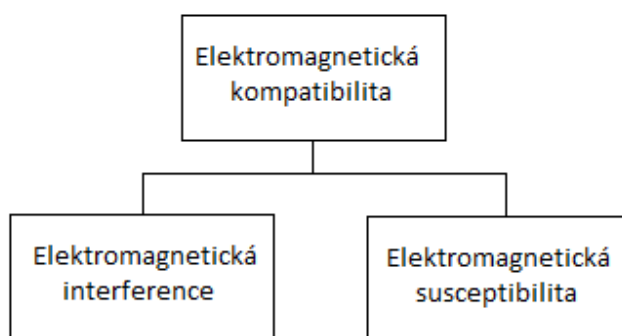 Elektromagnetická
kompatibilita
Elektromagnetická
interference
Elektromagnetická
susceptibilita